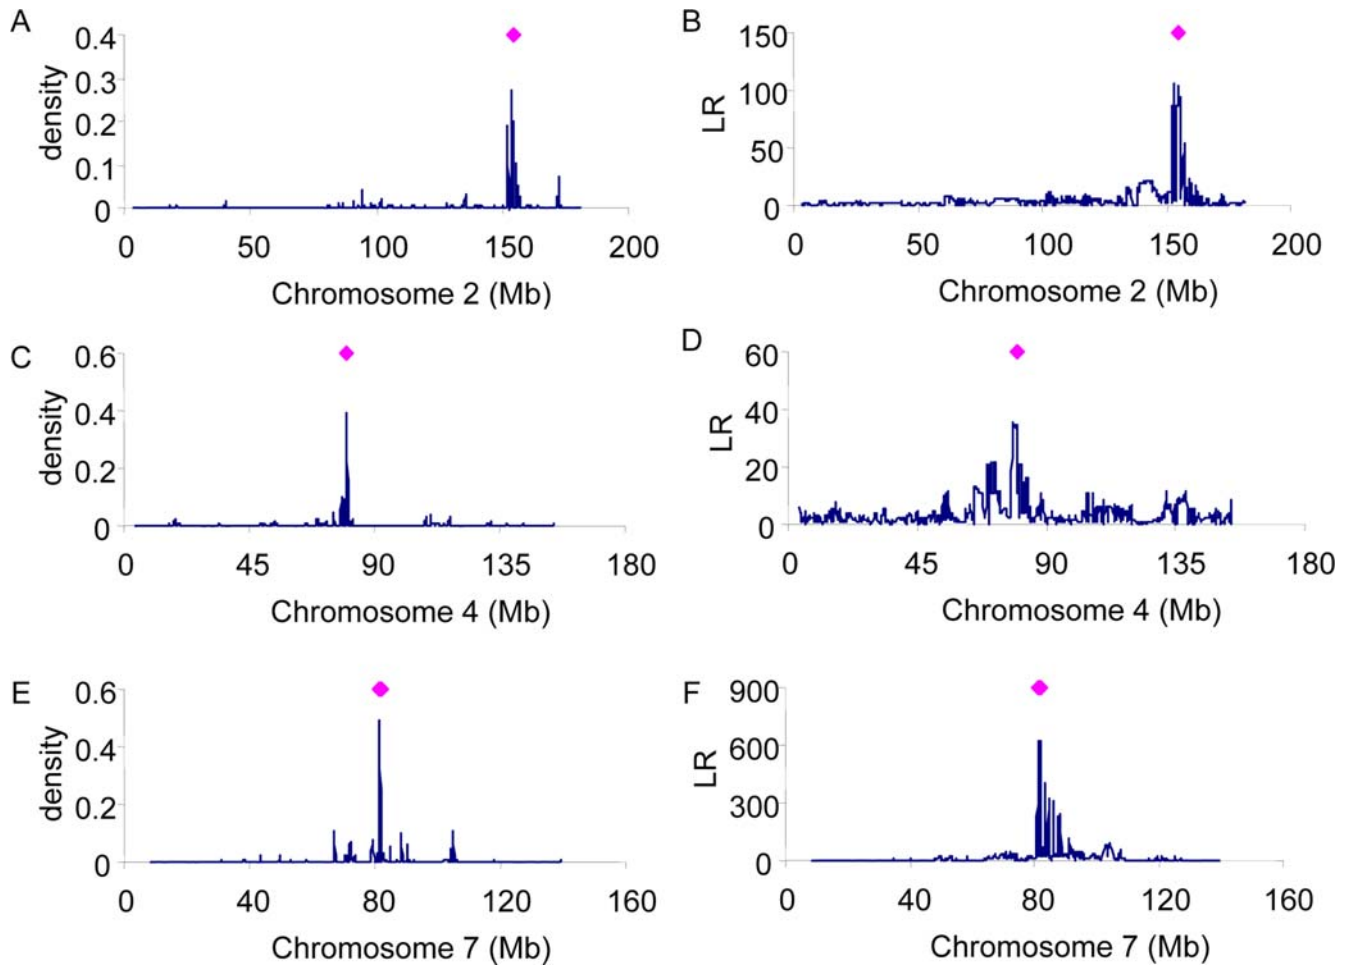 A
0.4
0.3
0.2
0.1
0
density
0 50 100 150 200
Chromosome 2 (Mb)
B
150
100
50
0
LR
0 50 100 150 200
Chromosome 2 (Mb)
C
0.6
0.4
0.2
0
density
0 45 90 135 180
Chromosome 4 (Mb)
D
60
40
20
0
LR
0 45 90 135 180
Chromosome 4 (Mb)
E
0.6
0.4
0.2
0
density
0 40 80 120 160
Chromosome 7 (Mb)
F
900
600
300
0
LR
0 40 80 120 160
Chromosome 7 (Mb)